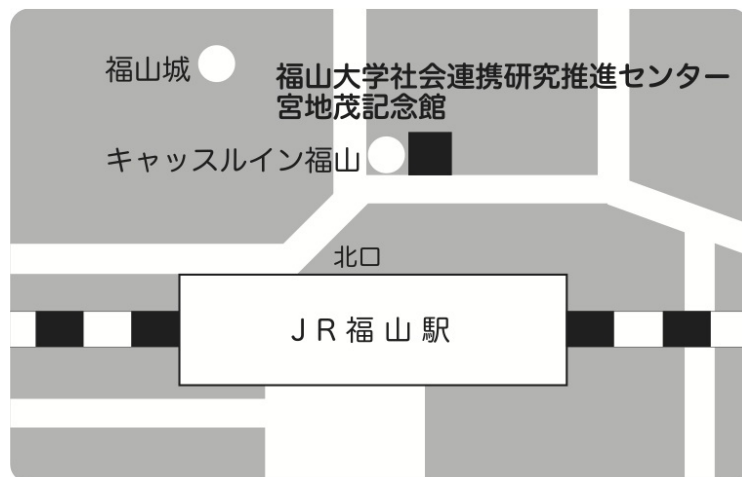 福山城
福山大学社会連携研究推進センター
宮地茂記念館
キャッスルイン福山
北口
JR福山駅